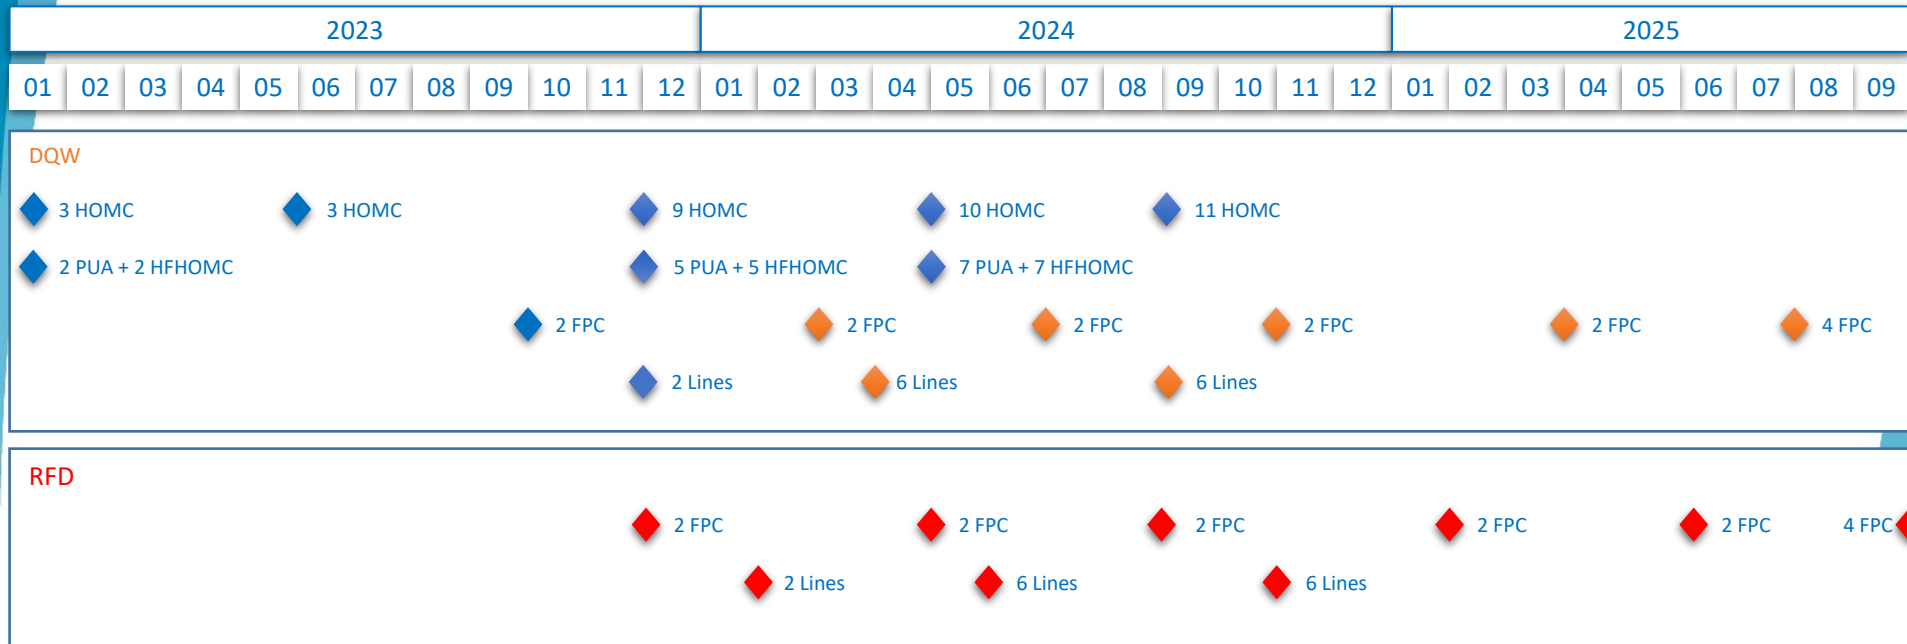 2023 2024 2025
01 02 03 04 05 06 07 08 09 10 11 12 01 02 03 04 05 06 07 08 09 10 11 12 01 02 03 04 05 06 07 08 09
DQW
3 HOMC 3 HOMC 9 HOMC 10 HOMC 11 HOMC
2 PUA + 2 HFHOMC 5 PUA + 5 HFHOMC 7 PUA + 7 HFHOMC
2 FPC 2 FPC 2 FPC 2 FPC 2 FPC 4 FPC
2 Lines 6 Lines 6 Lines
RFD
2 FPC 2 FPC 2 FPC 2 FPC 2 FPC 4 FPC
2 Lines 6 Lines 6 Lines